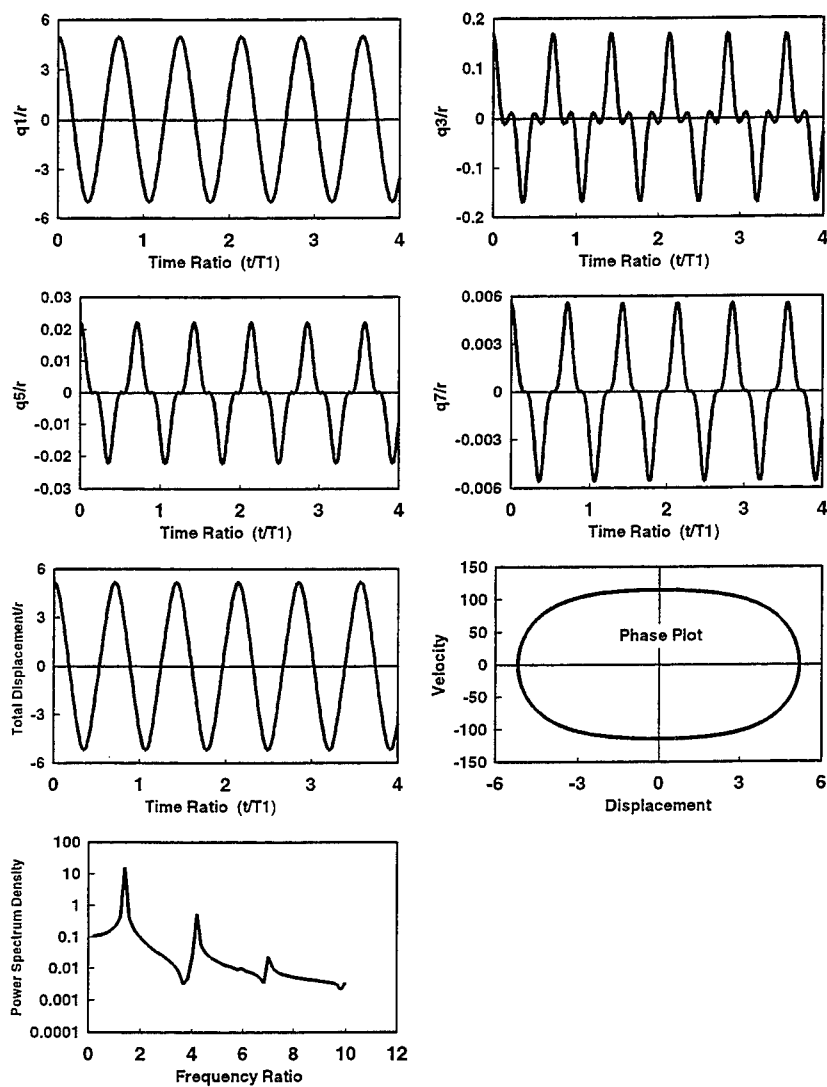 6
3
0
-3
-6
q1/r
0 1 2 3 4
Time Ratio (t/T1)
0.2
0.1
0
-0.1
-0.2
q3/r
0 1 2 3 4
Time Ratio (t/T1)
0.03
0.02
0.01
0
-0.01
-0.02
-0.03
q5/r
0 1 2 3 4
Time Ratio (t/T1)
0.006
0.003
0
-0.003
-0.006
q7/r
0 1 2 3 4
Time Ratio (t/T1)
6
3
0
-3
-6
Total Displacement/r
0 1 2 3 4
Time Ratio (t/T1)
150
100
50
0
-50
-100
-150
Velocity
Phase Plot
-6 -3 0 3 6
Displacement
100
10
1
0.1
0.01
0.001
0.0001
Power Spectrum Density
0 2 4 6 8 10 12
Frequency Ratio